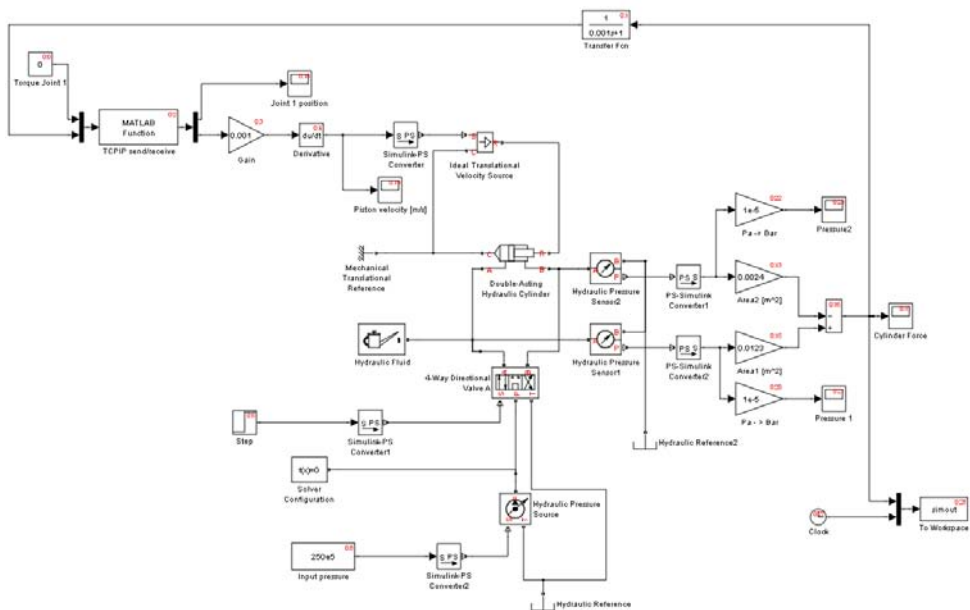 1
0.001s+1
Transfer Fcn
0
Torque Joint 1
MATLAB
Function
TCPIP send/receive
Joint 1 position
0.001
Gain
du/dt
Derivative
S PS
Simulink-PS
Converter
S
R
C
Ideal Translational
Velocity Source
Piston velocity [m/s]
Mechanical
Translational
Reference
C
R
A
B
Double-Acting
Hydraulic Cylinder
A
B
P
Hydraulic Pressure
Sensor2
PS S
PS-Simulink
Converter1
1e-5
Pa -> Bar
Pressure2
0.0024
Area2 [m^2]
Cylinder Force
Hydraulic Fluid
A
B
P
Hydraulic Pressure
Sensor1
PS S
PS-Simulink
Converter2
0.0123
Area1 [m^2]
1e-5
Pa - > Bar
Pressure 1
4-Way Directional
Valve A
S
A
B
P
T
Step
S PS
Simulink-PS
Converter1
Hydraulic Reference2
f(x)=0
Solver
Configuration
Hydraulic Pressure
Source
250e5
Input pressure
S PS
Simulink-PS
Converter2
Hydraulic Reference
Clock
simout
To Workspace